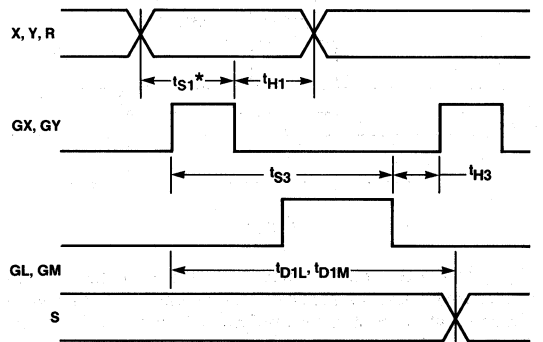 X, Y, R
tS1*
tH1
GX, GY
tS3
tH3
GL, GM
tD1L, tD1M
S